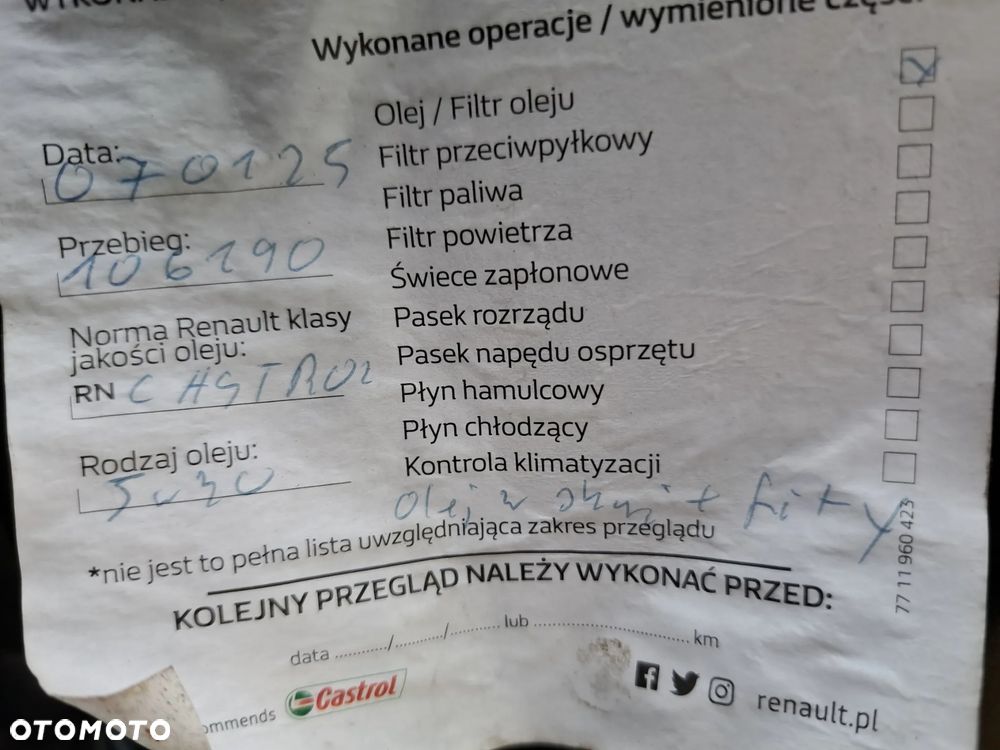 Wykonane operacje / wymienione części
Olej / Filtr oleju
Filtr przeciwpyłkowy
Filtr paliwa
Filtr powietrza
Świece zapłonowe
Pasek rozrządu
Pasek napędu osprzętu
Płyn hamulcowy
Płyn chłodzący
Kontrola klimatyzacji
Data:
070125
Przebieg:
106190
Norma Renault klasy
jakości oleju:
RN CASTROL
Rodzaj oleju:
5W30
Olej w
*nie jest to pełna lista uwzględniająca zakres przeglądu
KOLEJNY PRZEGLĄD NALEŻY WYKONAĆ PRZED:
data ............/............/............ lub ........................................ km
Castrol
renault.pl
77 11 960 423
OTOMOTO